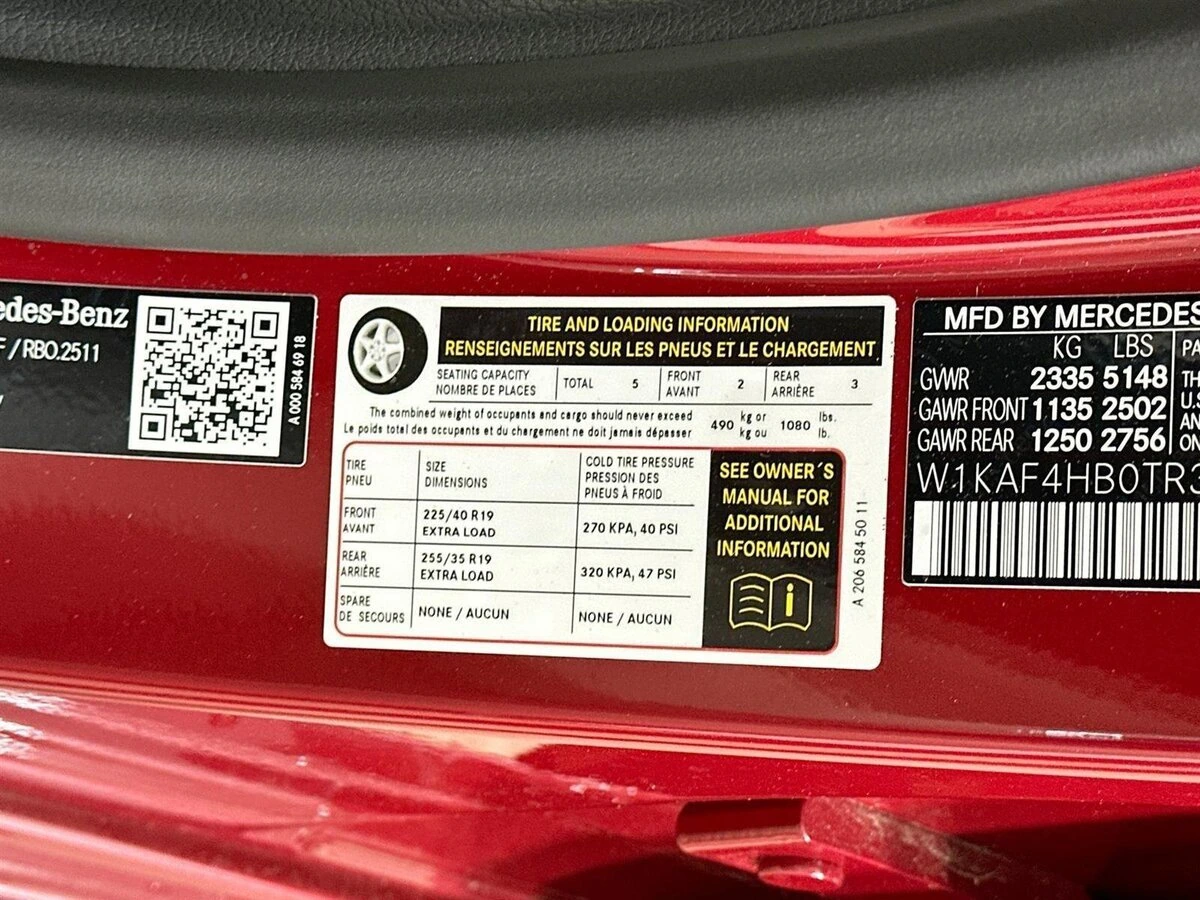 edes-Benz
F / RBO.2511
A 000 584 69 18
TIRE AND LOADING INFORMATION
RENSEIGNEMENTS SUR LES PNEUS ET LE CHARGEMENT
SEATING CAPACITY
NOMBRE DE PLACES
TOTAL 5
FRONT
AVANT
2
REAR
ARRIÈRE
3
The combined weight of occupants and cargo should never exceed
Le poids total des occupants et du chargement ne doit jamais dépasser
490 kg or
kg ou
1080 lbs.
lb.
TIRE
PNEU
SIZE
DIMENSIONS
COLD TIRE PRESSURE
PRESSION DES
PNEUS À FROID
FRONT
AVANT
225/40 R19
EXTRA LOAD
270 KPA, 40 PSI
REAR
ARRIÈRE
255/35 R19
EXTRA LOAD
320 KPA, 47 PSI
SPARE
DE SECOURS
NONE / AUCUN
NONE / AUCUN
SEE OWNER´S
MANUAL FOR
ADDITIONAL
INFORMATION
i
A 206 584 50 11
MFD BY MERCEDES
KG LBS
GVWR 2335 5148
GAWR FRONT 1135 2502
GAWR REAR 1250 2756
W1KAF4HB0TR3
PA
TH
U.S
AN
ON